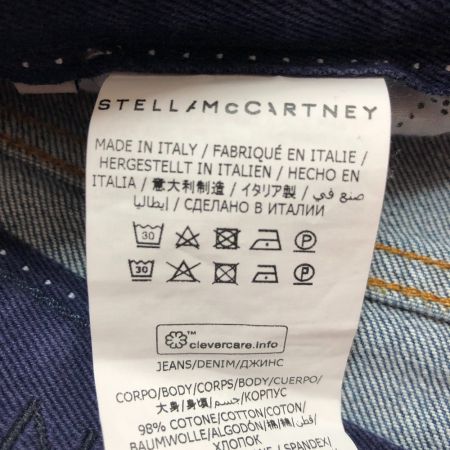 STELLA McCARTNEY
MADE IN ITALY / FABRIQUÉ EN ITALIE /
HERGESTELLT IN ITALIEN / HECHO EN
ITALIA / 意大利制造 / イタリア製 / صنع في
إيطاليا / СДЕЛАНО В ИТАЛИИ
30 P
30 P
™
clevercare.info
JEANS/DENIM/ДЖИНС
CORPO/BODY/CORPS/BODY/CUERPO/
大身/身頃/جسم/КОРПУС
98% COTONE/COTTON/COTON/
BAUMWOLLE/ALGODÓN/棉/綿/قطن/
ХЛОПОК
SPANDEX/